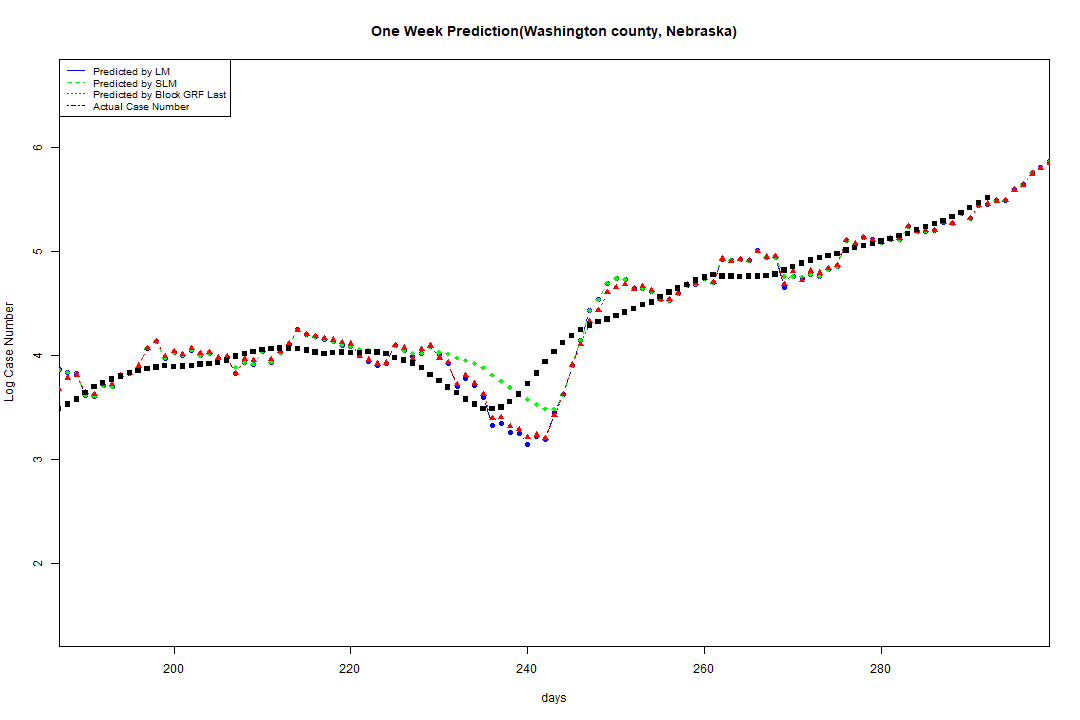 One Week Prediction(Washington county, Nebraska)
Predicted by LM
Predicted by SLM
Predicted by Block GRF Last
Actual Case Number
Log Case Number
6
5
4
3
2
200
220
240
260
280
days